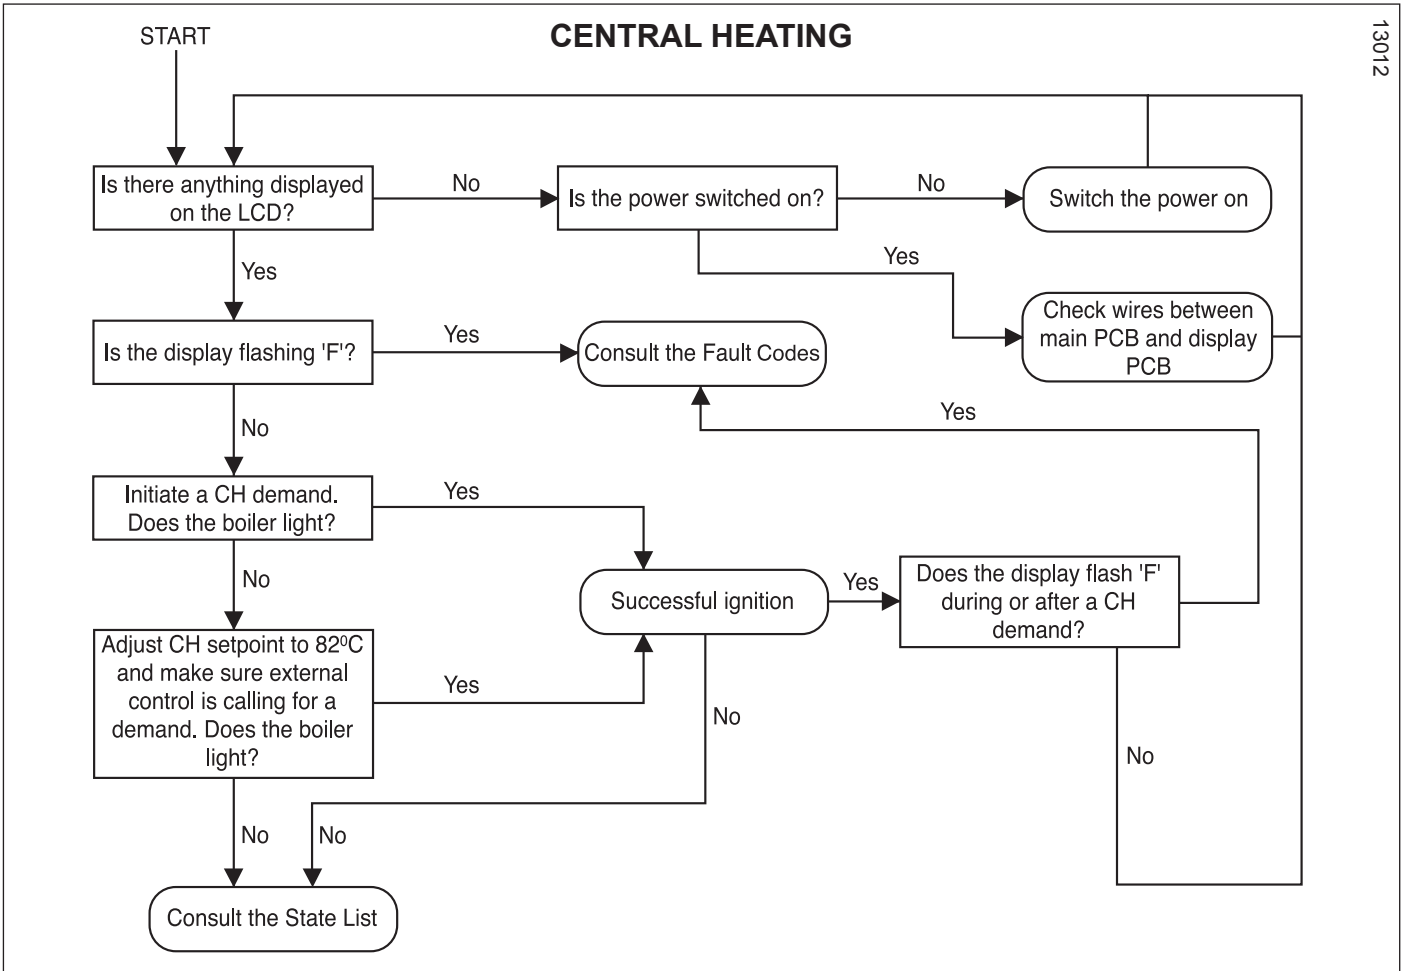 START
CENTRAL HEATING
13012
Is there anything displayed
on the LCD?
No
Is the power switched on?
No
Switch the power on
Yes
Yes
Check wires between
main PCB and display
PCB
Is the display flashing 'F'?
Yes
Consult the Fault Codes
No
Yes
Initiate a CH demand.
Does the boiler light?
Yes
No
Successful ignition
Yes
Does the display flash 'F'
during or after a CH
demand?
Adjust CH setpoint to 82ºC
and make sure external
control is calling for a
demand. Does the boiler
light?
Yes
No
No
No
No
Consult the State List